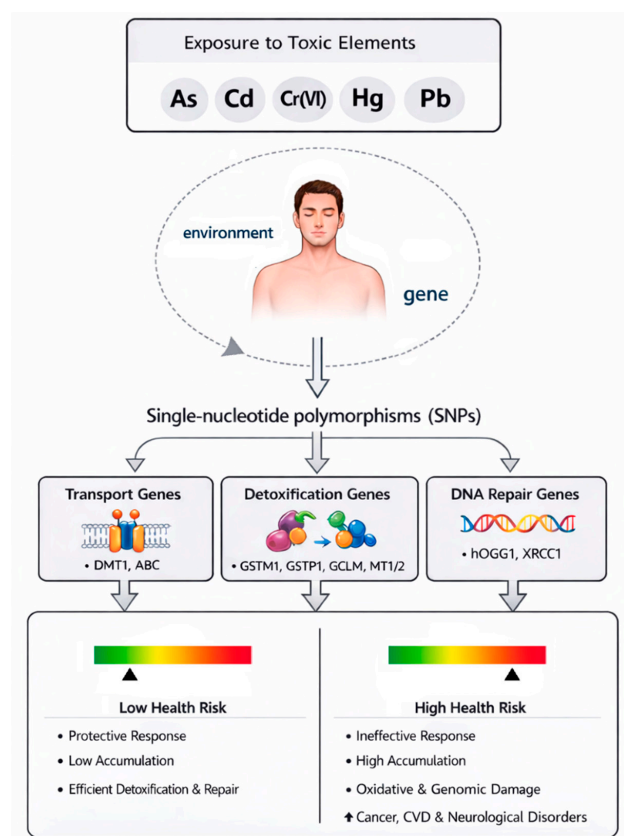 Exposure to Toxic Elements
As Cd Cr(VI) Hg Pb
environment
gene
Single-nucleotide polymorphisms (SNPs)
Transport Genes
• DMT1, ABC
Detoxification Genes
• GSTM1, GSTP1, GCLM, MT1/2
DNA Repair Genes
• hOGG1, XRCC1
Low Health Risk
• Protective Response
• Low Accumulation
• Efficient Detoxification & Repair
High Health Risk
• Ineffective Response
• High Accumulation
• Oxidative & Genomic Damage
⬆ Cancer, CVD & Neurological Disorders